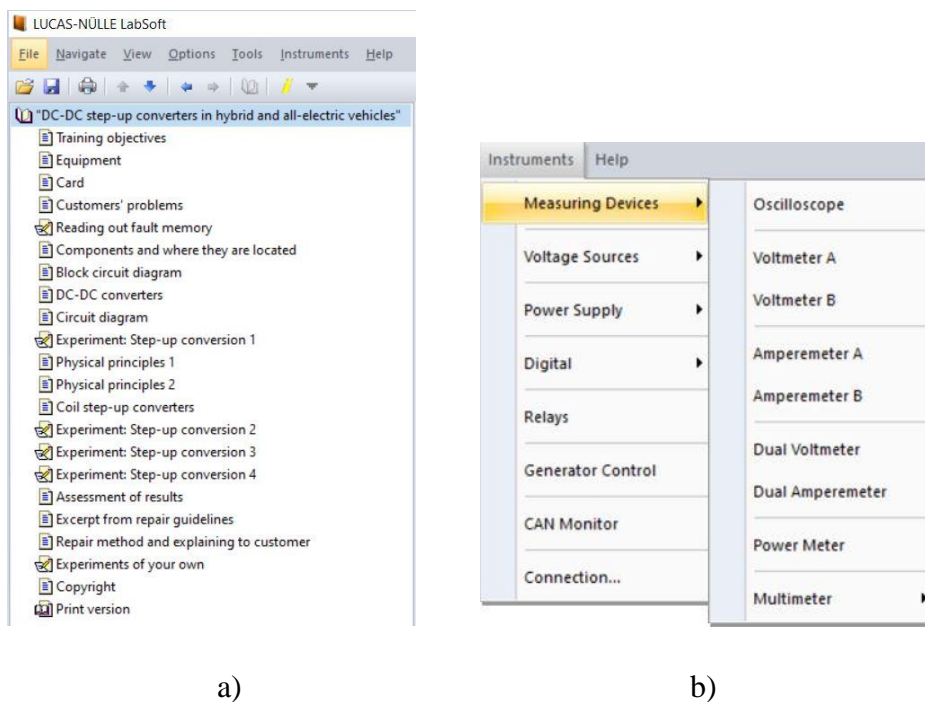 LUCAS-NÜLLE LabSoft
File Navigate View Options Tools Instruments Help
"DC-DC step-up converters in hybrid and all-electric vehicles"
Training objectives
Equipment
Card
Customers' problems
Reading out fault memory
Components and where they are located
Block circuit diagram
DC-DC converters
Circuit diagram
Experiment: Step-up conversion 1
Physical principles 1
Physical principles 2
Coil step-up converters
Experiment: Step-up conversion 2
Experiment: Step-up conversion 3
Experiment: Step-up conversion 4
Assessment of results
Excerpt from repair guidelines
Repair method and explaining to customer
Experiments of your own
Copyright
Print version
a)
Instruments Help
Measuring Devices
Voltage Sources
Power Supply
Digital
Relays
Generator Control
CAN Monitor
Connection...
Oscilloscope
Voltmeter A
Voltmeter B
Amperemeter A
Amperemeter B
Dual Voltmeter
Dual Amperemeter
Power Meter
Multimeter
b)